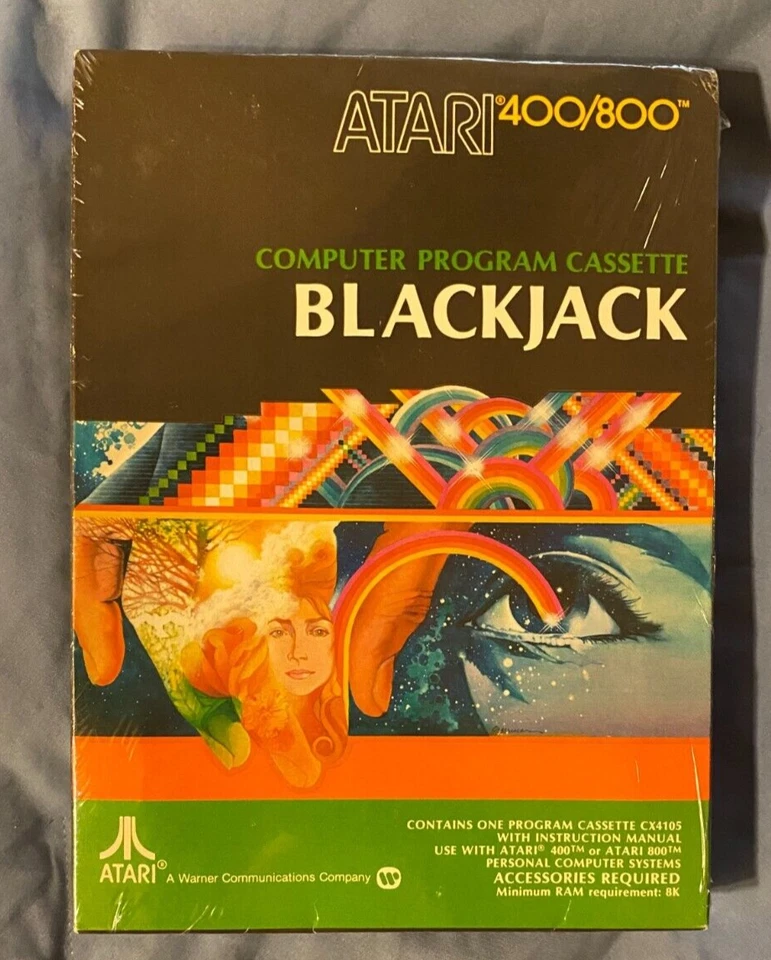 ATARI® 400/800™
COMPUTER PROGRAM CASSETTE
BLACKJACK
CONTAINS ONE PROGRAM CASSETTE CX4105
WITH INSTRUCTION MANUAL
USE WITH ATARI® 400™ or ATARI 800™
PERSONAL COMPUTER SYSTEMS
ACCESSORIES REQUIRED
Minimum RAM requirement: 8K
ATARI®
A Warner Communications Company